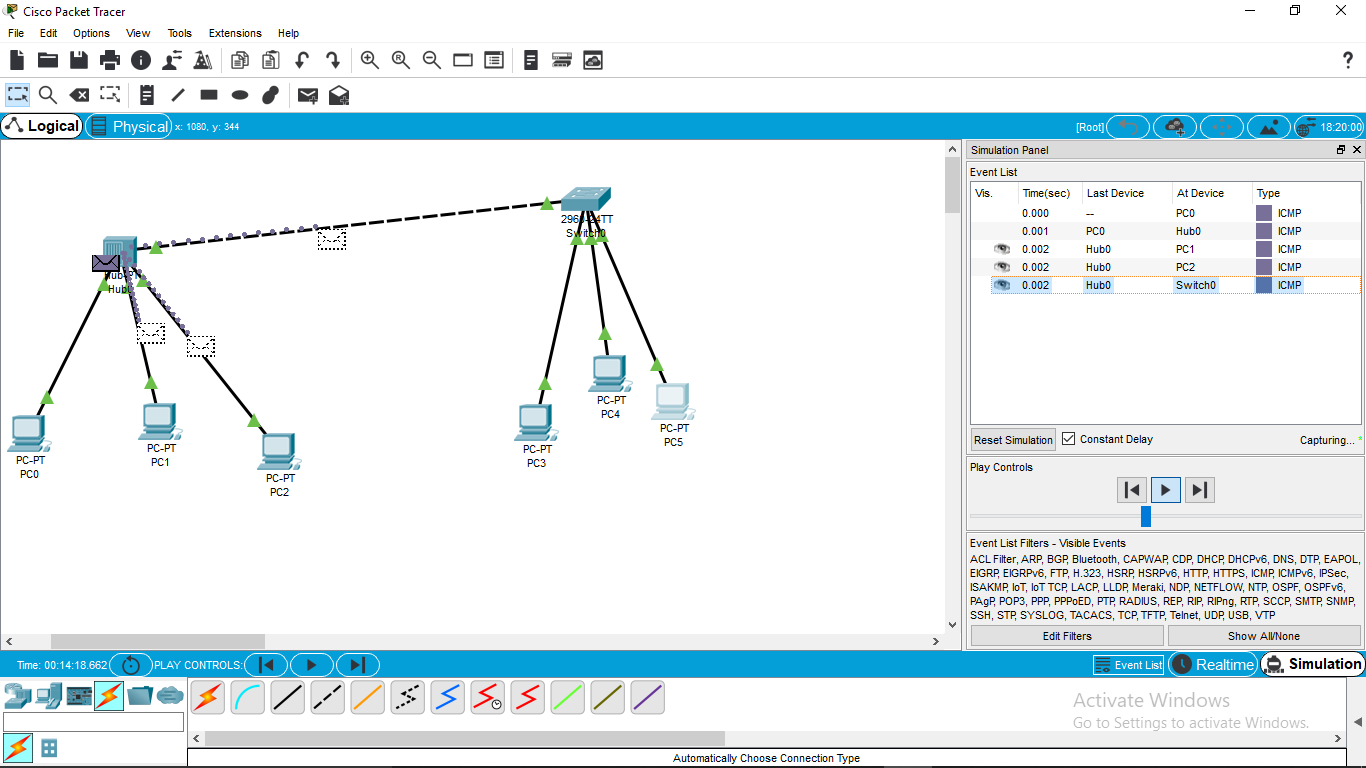 Cisco Packet Tracer
File Edit Options View Tools Extensions Help
Logical Physical x: 1080, y: 344 [Root] 18:20:00
Simulation Panel
Event List
Vis. Time(sec) Last Device At Device Type
0.000 -- PC0 ICMP
0.001 PC0 Hub0 ICMP
0.002 Hub0 PC1 ICMP
0.002 Hub0 PC2 ICMP
0.002 Hub0 Switch0 ICMP
2960-24TT
Switch0
Hub-PT
Hub0
PC-PT
PC0
PC-PT
PC1
PC-PT
PC2
PC-PT
PC3
PC-PT
PC4
PC-PT
PC5
Reset Simulation Constant Delay Capturing... *
Play Controls
Event List Filters - Visible Events
ACL Filter, ARP, BGP, Bluetooth, CAPWAP, CDP, DHCP, DHCPv6, DNS, DTP, EAPOL,
EIGRP, EIGRPv6, FTP, H.323, HSRP, HSRPv6, HTTP, HTTPS, ICMP, ICMPv6, IPSec,
ISAKMP, IoT, IoT TCP, LACP, LLDP, Meraki, NDP, NETFLOW, NTP, OSPF, OSPFv6,
PAgP, POP3, PPP, PPPoED, PTP, RADIUS, REP, RIP, RIPng, RTP, SCCP, SMTP, SNMP,
SSH, STP, SYSLOG, TACACS, TCP, TFTP, Telnet, UDP, USB, VTP
Edit Filters Show All/None
Time: 00:14:18.662 PLAY CONTROLS: Event List Realtime Simulation
Activate Windows
Go to Settings to activate Windows.
Automatically Choose Connection Type